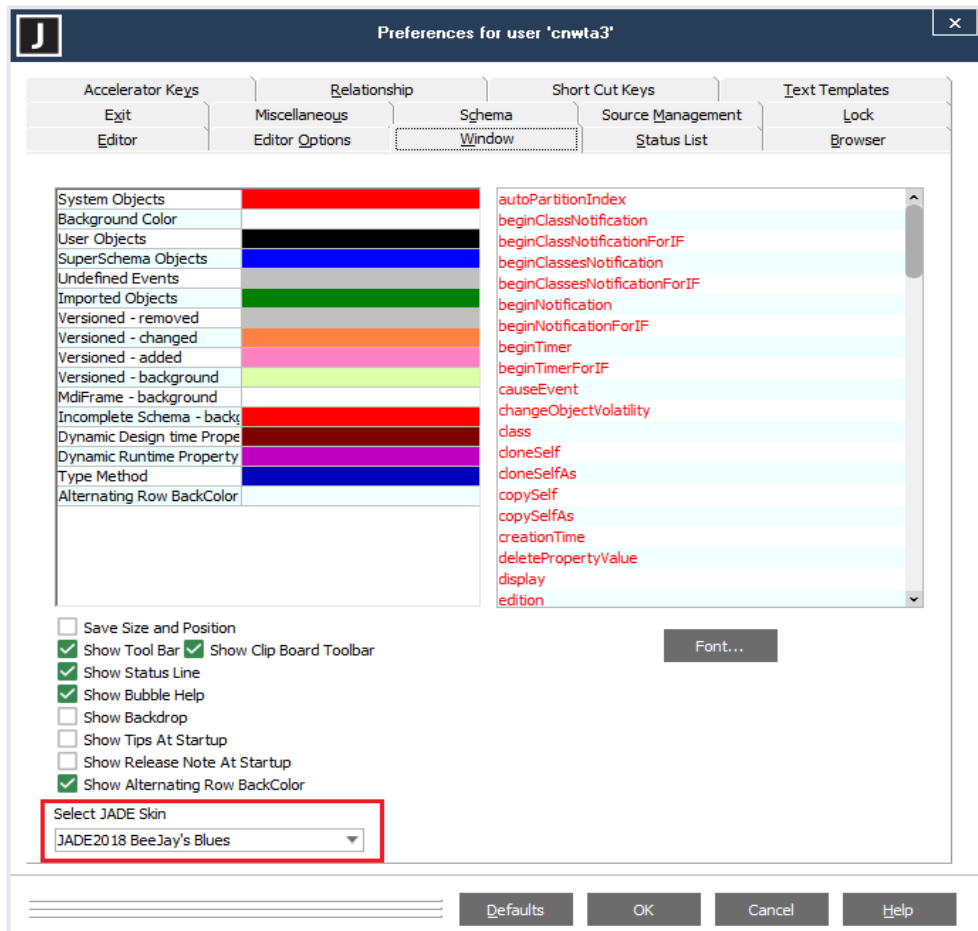 J
Preferences for user 'cnwta3'
×
Accelerator Keys
Relationship
Short Cut Keys
Text Templates
Exit
Miscellaneous
Schema
Source Management
Lock
Editor
Editor Options
Window
Status List
Browser
System Objects
Background Color
User Objects
SuperSchema Objects
Undefined Events
Imported Objects
Versioned - removed
Versioned - changed
Versioned - added
Versioned - background
MdiFrame - background
Incomplete Schema - backg
Dynamic Design time Prope
Dynamic Runtime Property
Type Method
Alternating Row BackColor
autoPartitionIndex
beginClassNotification
beginClassNotificationForIF
beginClassesNotification
beginClassesNotificationForIF
beginNotification
beginNotificationForIF
beginTimer
beginTimerForIF
causeEvent
changeObjectVolatility
class
cloneSelf
cloneSelfAs
copySelf
copySelfAs
creationTime
deletePropertyValue
display
edition
Save Size and Position
Show Tool Bar Show Clip Board Toolbar
Show Status Line
Show Bubble Help
Show Backdrop
Show Tips At Startup
Show Release Note At Startup
Show Alternating Row BackColor
Font...
Select JADE Skin
JADE2018 BeeJay's Blues
Defaults
OK
Cancel
Help